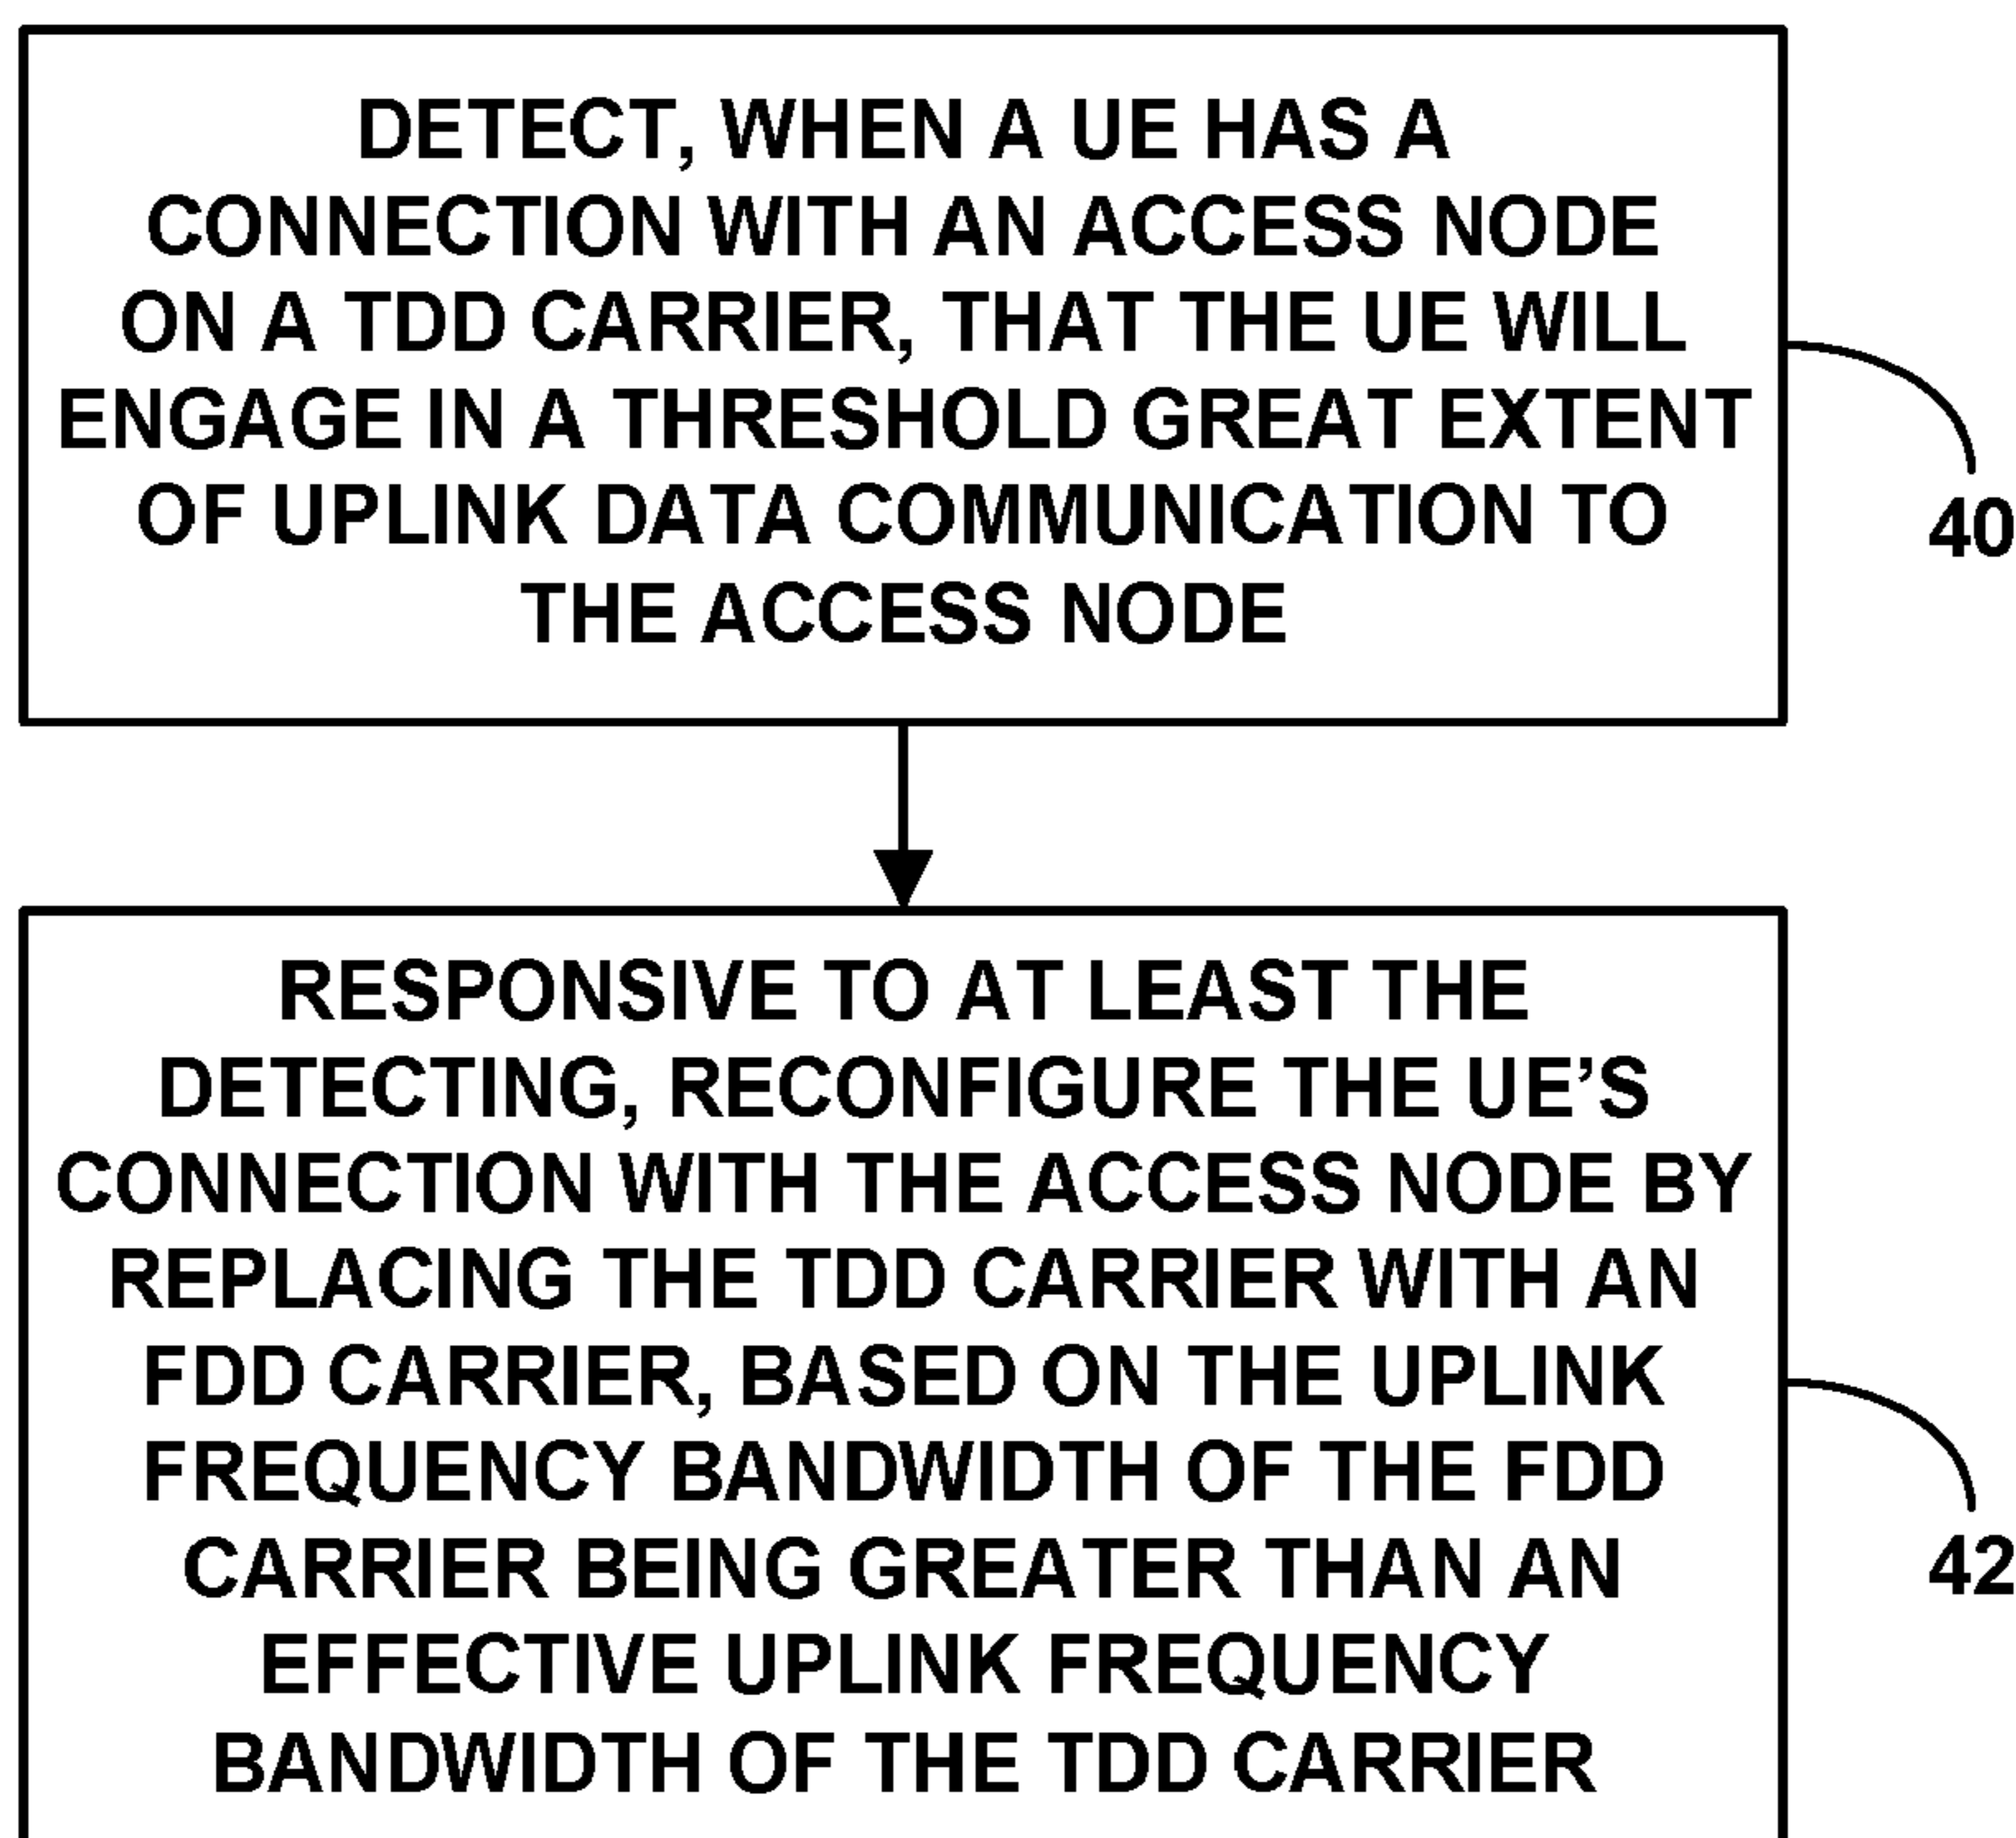 DETECT, WHEN A UE HAS A
CONNECTION WITH AN ACCESS NODE
ON A TDD CARRIER, THAT THE UE WILL
ENGAGE IN A THRESHOLD GREAT EXTENT
OF UPLINK DATA COMMUNICATION TO
THE ACCESS NODE
40
RESPONSIVE TO AT LEAST THE
DETECTING, RECONFIGURE THE UE’S
CONNECTION WITH THE ACCESS NODE BY
REPLACING THE TDD CARRIER WITH AN
FDD CARRIER, BASED ON THE UPLINK
FREQUENCY BANDWIDTH OF THE FDD
CARRIER BEING GREATER THAN AN
EFFECTIVE UPLINK FREQUENCY
BANDWIDTH OF THE TDD CARRIER
42